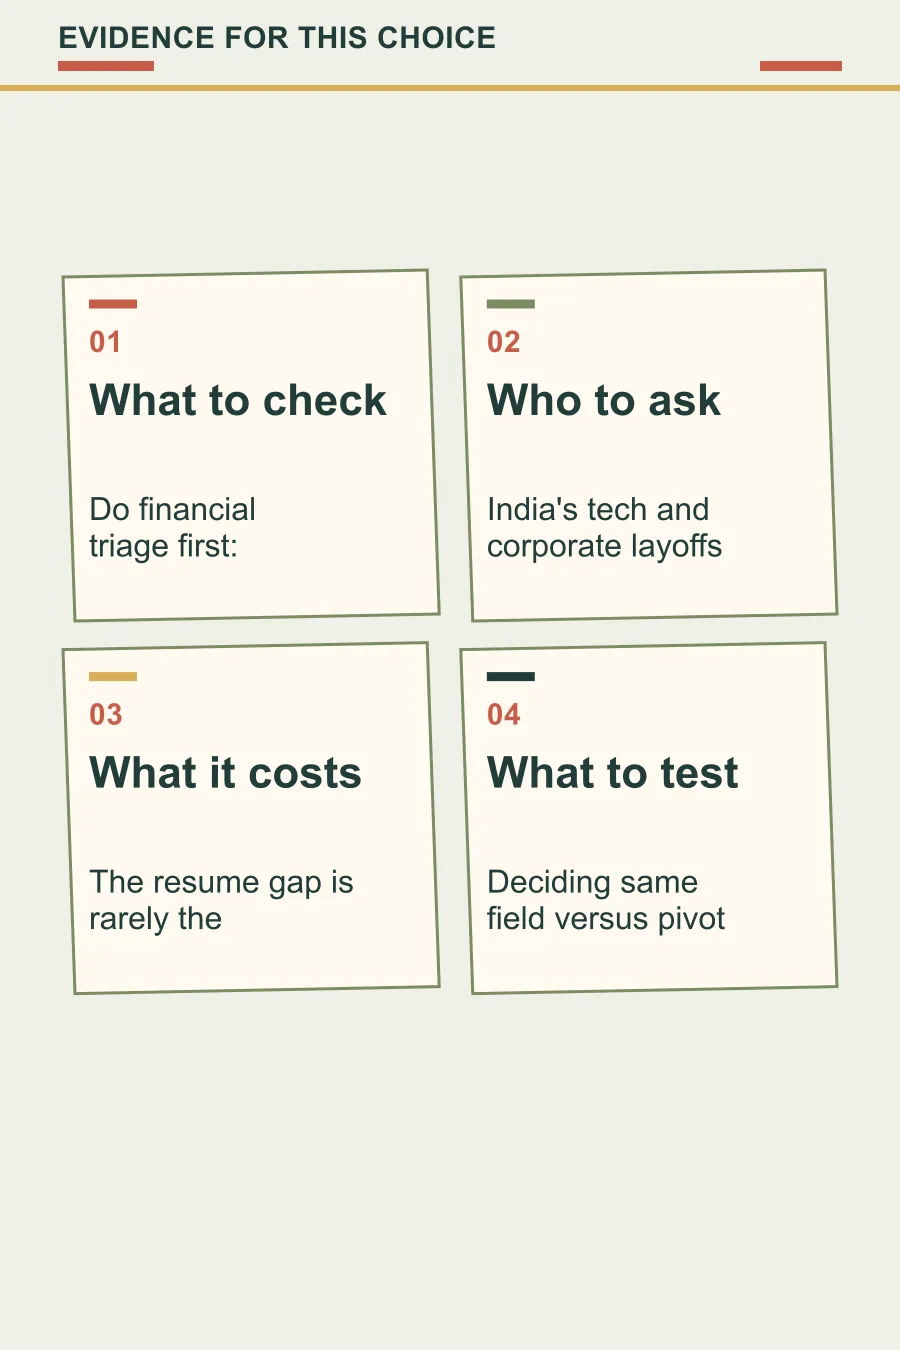 EVIDENCE FOR THIS CHOICE
01
What to check
Do financial
triage first:
02
Who to ask
India's tech and
corporate layoffs
03
What it costs
The resume gap is
rarely the
04
What to test
Deciding same
field versus pivot